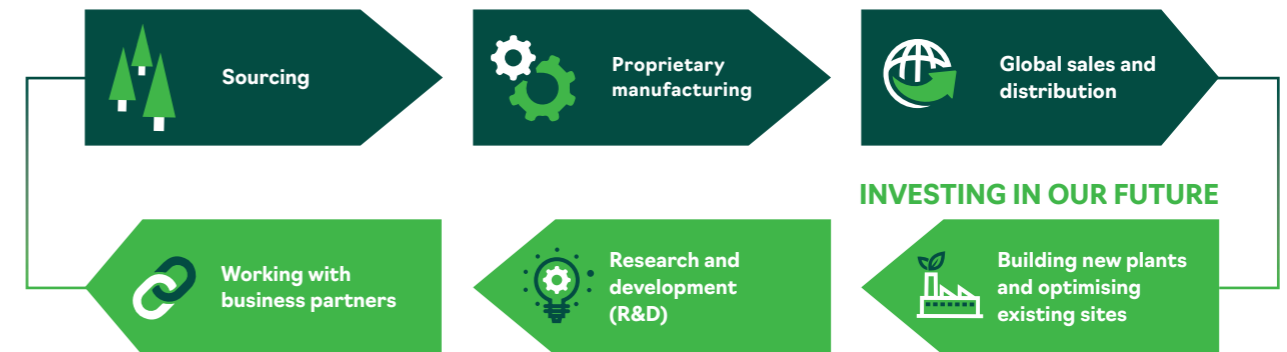 Sourcing
Proprietary
manufacturing
Global sales and
distribution
INVESTING IN OUR FUTURE
Working with
business partners
Research and
development
(R&D)
Building new plants
and optimising
existing sites